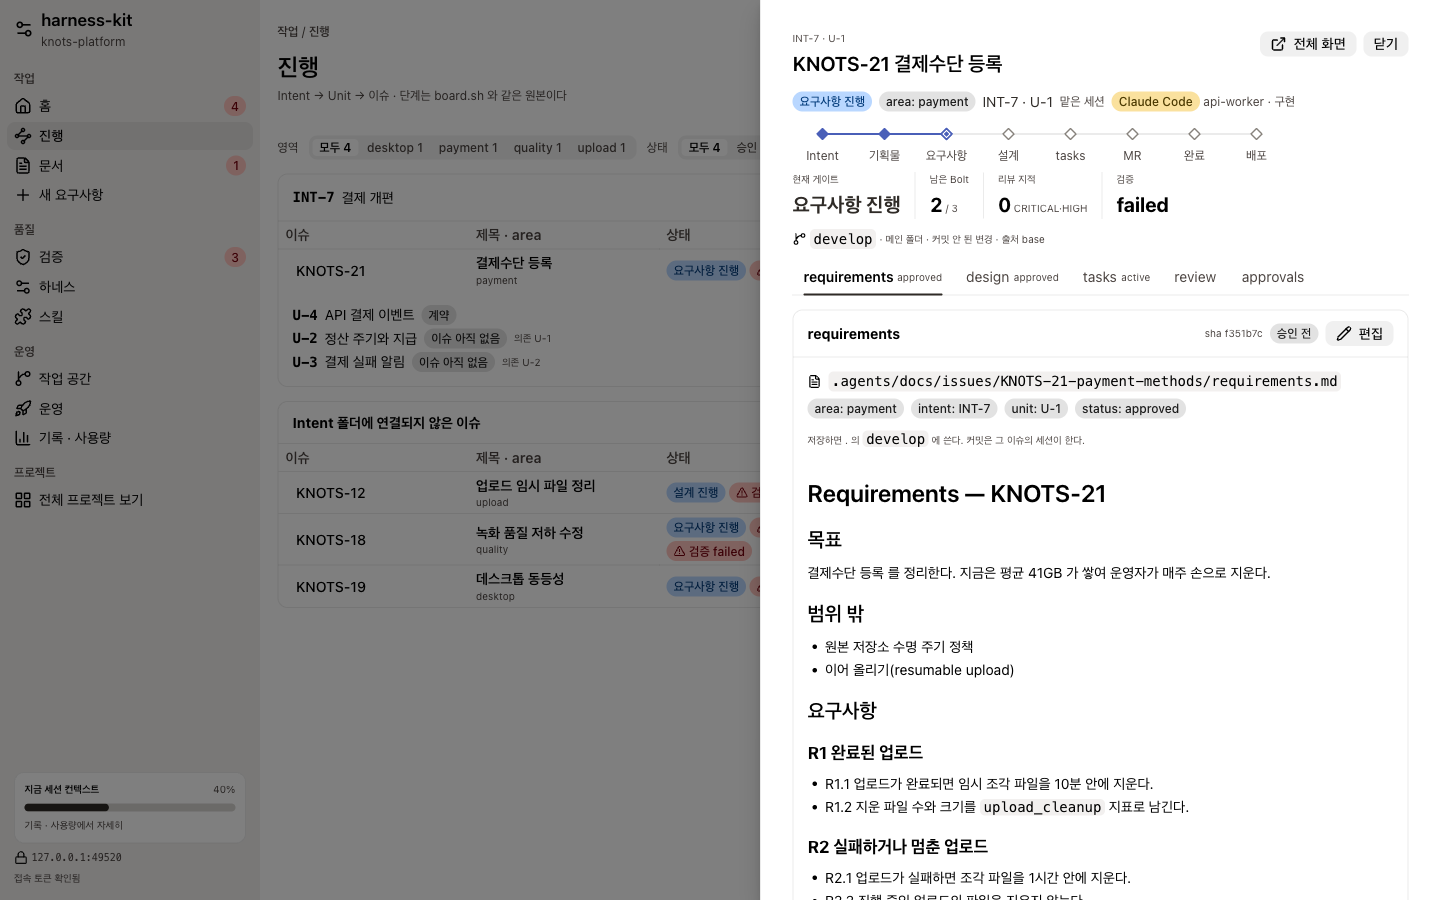 harness-kit
knots-platform
작업
홈 4
진행
문서 1
새 요구사항
품질
검증 3
하네스
스킬
운영
작업 공간
운영
기록 · 사용량
프로젝트
전체 프로젝트 보기
지금 세션 컨텍스트 40%
기록 · 사용량에서 자세히
127.0.0.1:49520
접속 토큰 확인됨
작업 / 진행
진행
Intent → Unit → 이슈 · 단계는 board.sh 와 같은 원본이다
영역 모두 4 desktop 1 payment 1 quality 1 upload 1 상태 모두 4 승인
INT-7 결제 개편
이슈 제목 · area 상태
KNOTS-21 결제수단 등록 요구사항 진행
payment
U-4 API 결제 이벤트 계약
U-2 정산 주기와 지급 이슈 아직 없음 의존 U-1
U-3 결제 실패 알림 이슈 아직 없음 의존 U-2
Intent 폴더에 연결되지 않은 이슈
이슈 제목 · area 상태
KNOTS-12 업로드 임시 파일 정리 설계 진행 검
upload
KNOTS-18 녹화 품질 저하 수정 요구사항 진행
quality 검증 failed
KNOTS-19 데스크톱 동등성 요구사항 진행
desktop
INT-7 · U-1
KNOTS-21 결제수단 등록
전체 화면 닫기
요구사항 진행 area: payment INT-7 · U-1 맡은 세션 Claude Code api-worker · 구현
Intent 기획물 요구사항 설계 tasks MR 완료 배포
현재 게이트 남은 Bolt 리뷰 지적 검증
요구사항 진행 2 / 3 0 CRITICAL·HIGH failed
develop · 메인 폴더 · 커밋 안 된 변경 · 출처 base
requirements approved design approved tasks active review approvals
requirements sha f351b7c 승인 전 편집
.agents/docs/issues/KNOTS-21-payment-methods/requirements.md
area: payment intent: INT-7 unit: U-1 status: approved
저장하면 . 의 develop 에 쓴다. 커밋은 그 이슈의 세션이 한다.
Requirements — KNOTS-21
목표
결제수단 등록 를 정리한다. 지금은 평균 41GB 가 쌓여 운영자가 매주 손으로 지운다.
범위 밖
• 원본 저장소 수명 주기 정책
• 이어 올리기(resumable upload)
요구사항
R1 완료된 업로드
• R1.1 업로드가 완료되면 임시 조각 파일을 10분 안에 지운다.
• R1.2 지운 파일 수와 크기를 upload_cleanup 지표로 남긴다.
R2 실패하거나 멈춘 업로드
• R2.1 업로드가 실패하면 조각 파일을 1시간 안에 지운다.
• R2.2 진행 중인 업로드의 파일을 지우지 않는다.